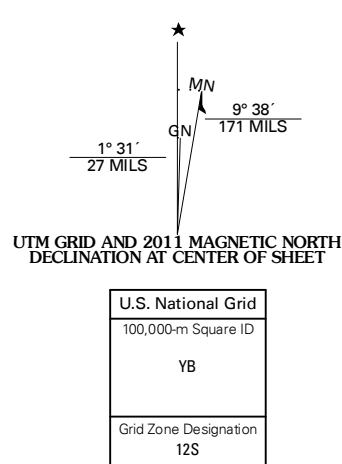 ★
MN
9° 38´
171 MILS
GN
1° 31´
27 MILS
UTM GRID AND 2011 MAGNETIC NORTH
DECLINATION AT CENTER OF SHEET
U.S. National Grid
100,000-m Square ID
YB
Grid Zone Designation
12S